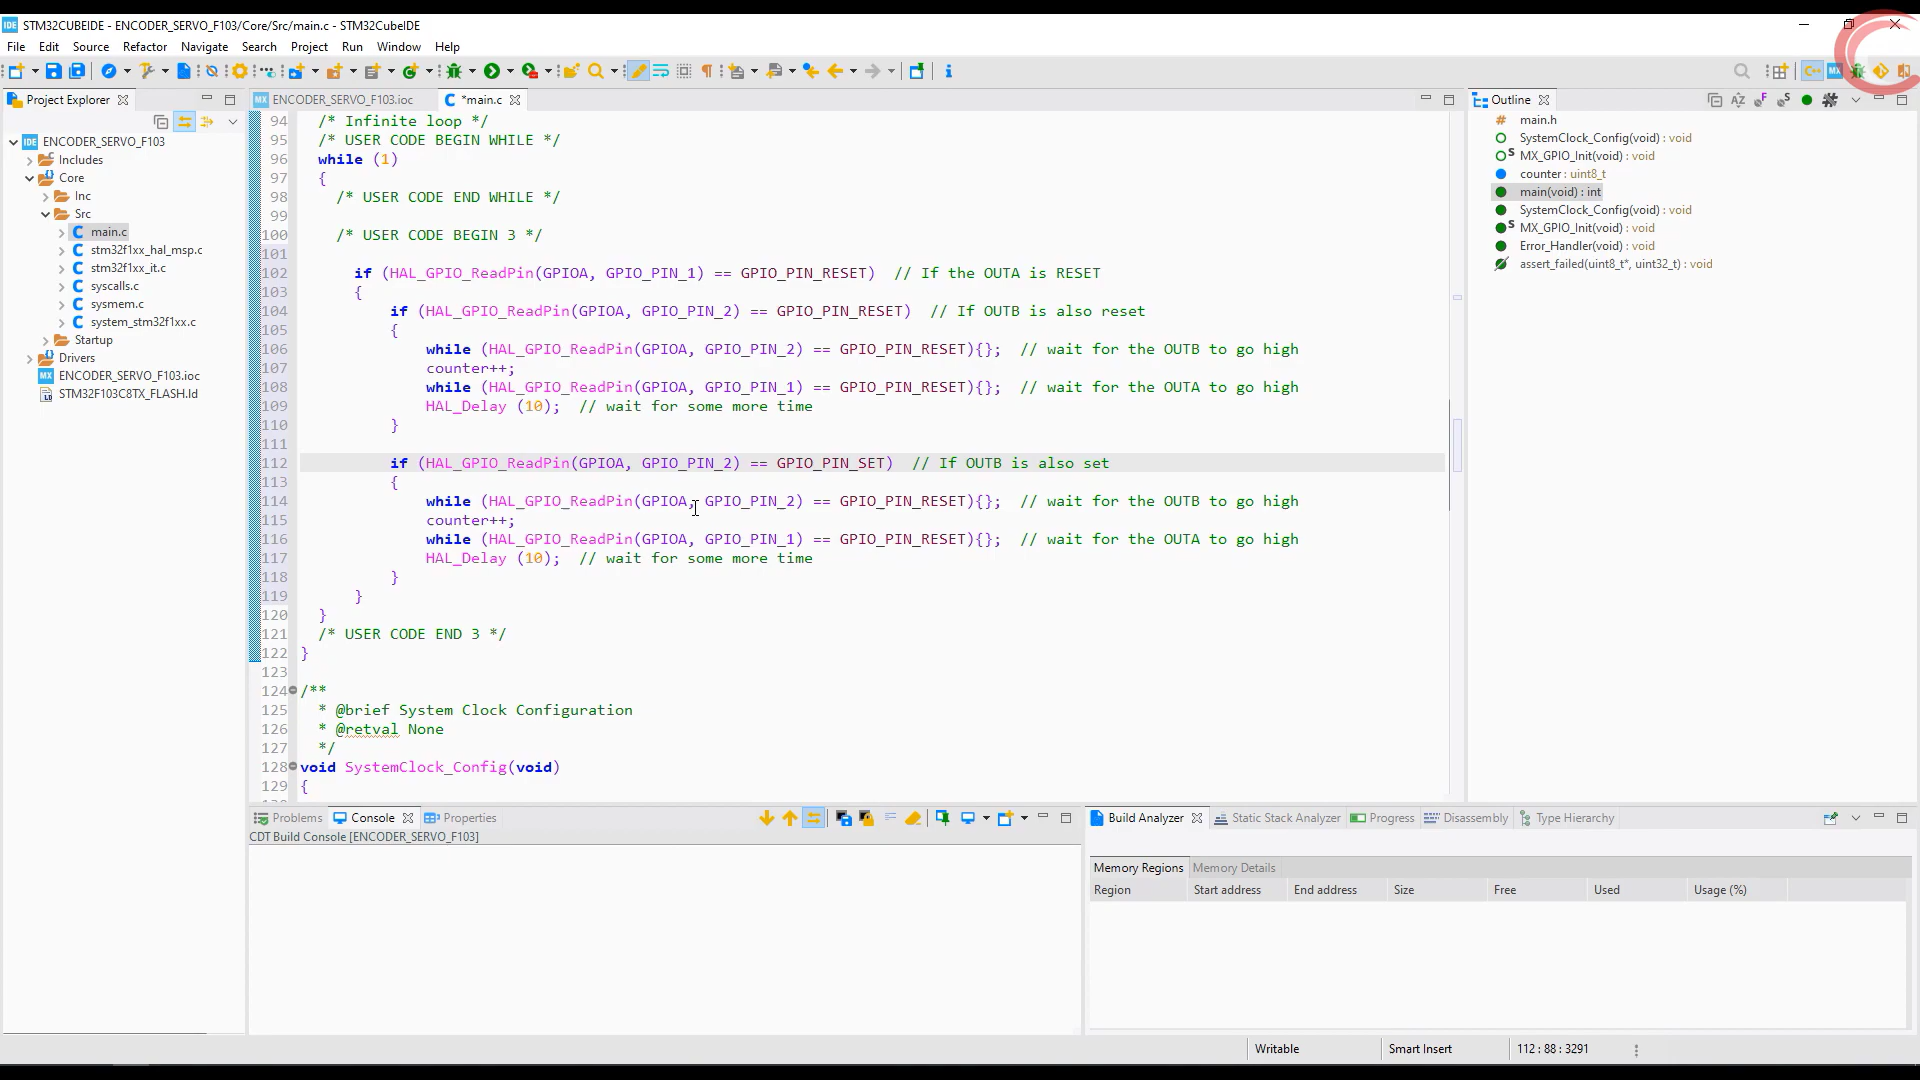 STM32CUBEIDE - ENCODER_SERVO_F103/Core/Src/main.c - STM32CubeIDE
File Edit Source Refactor Navigate Search Project Run Window Help
Project Explorer
ENCODER_SERVO_F103
Includes
Core
Inc
Src
main.c
stm32f1xx_hal_msp.c
stm32f1xx_it.c
syscalls.c
sysmem.c
system_stm32f1xx.c
Startup
Drivers
ENCODER_SERVO_F103.ioc
STM32F103C8TX_FLASH.ld
ENCODER_SERVO_F103.ioc *main.c
94 /* Infinite loop */
95 /* USER CODE BEGIN WHILE */
96 while (1)
97 {
98 /* USER CODE END WHILE */
99
100 /* USER CODE BEGIN 3 */
101
102 if (HAL_GPIO_ReadPin(GPIOA, GPIO_PIN_1) == GPIO_PIN_RESET) // If the OUTA is RESET
103 {
104 if (HAL_GPIO_ReadPin(GPIOA, GPIO_PIN_2) == GPIO_PIN_RESET) // If OUTB is also reset
105 {
106 while (HAL_GPIO_ReadPin(GPIOA, GPIO_PIN_2) == GPIO_PIN_RESET){}; // wait for the OUTB to go high
107 counter++;
108 while (HAL_GPIO_ReadPin(GPIOA, GPIO_PIN_1) == GPIO_PIN_RESET){}; // wait for the OUTA to go high
109 HAL_Delay (10); // wait for some more time
110 }
111
112 if (HAL_GPIO_ReadPin(GPIOA, GPIO_PIN_2) == GPIO_PIN_SET) // If OUTB is also set
113 {
114 while (HAL_GPIO_ReadPin(GPIOA, GPIO_PIN_2) == GPIO_PIN_RESET){}; // wait for the OUTB to go high
115 counter++;
116 while (HAL_GPIO_ReadPin(GPIOA, GPIO_PIN_1) == GPIO_PIN_RESET){}; // wait for the OUTA to go high
117 HAL_Delay (10); // wait for some more time
118 }
119 }
120 }
121 /* USER CODE END 3 */
122 }
123
124 /**
125 * @brief System Clock Configuration
126 * @retval None
127 */
128 void SystemClock_Config(void)
129 {
Outline
main.h
SystemClock_Config(void) : void
MX_GPIO_Init(void) : void
counter : uint8_t
main(void) : int
SystemClock_Config(void) : void
MX_GPIO_Init(void) : void
Error_Handler(void) : void
assert_failed(uint8_t*, uint32_t) : void
Problems Console Properties
CDT Build Console [ENCODER_SERVO_F103]
Build Analyzer Static Stack Analyzer Progress Disassembly Type Hierarchy
Memory Regions Memory Details
Region Start address End address Size Free Used Usage (%)
Writable Smart Insert 112 : 88 : 3291